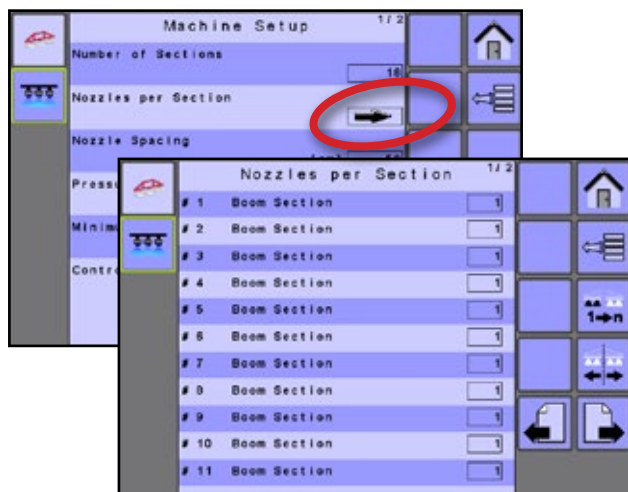 Machine Setup 1/2
Number of Sections
16
Nozzles per Section
Nozzle Spacing
Nozzles per Section 1/2
# 1 Boom Section 1
# 2 Boom Section 1
# 3 Boom Section 1
# 4 Boom Section 1
# 5 Boom Section 1
# 6 Boom Section 1
# 7 Boom Section 1
# 8 Boom Section 1
# 9 Boom Section 1
# 10 Boom Section 1
# 11 Boom Section 1
1→n